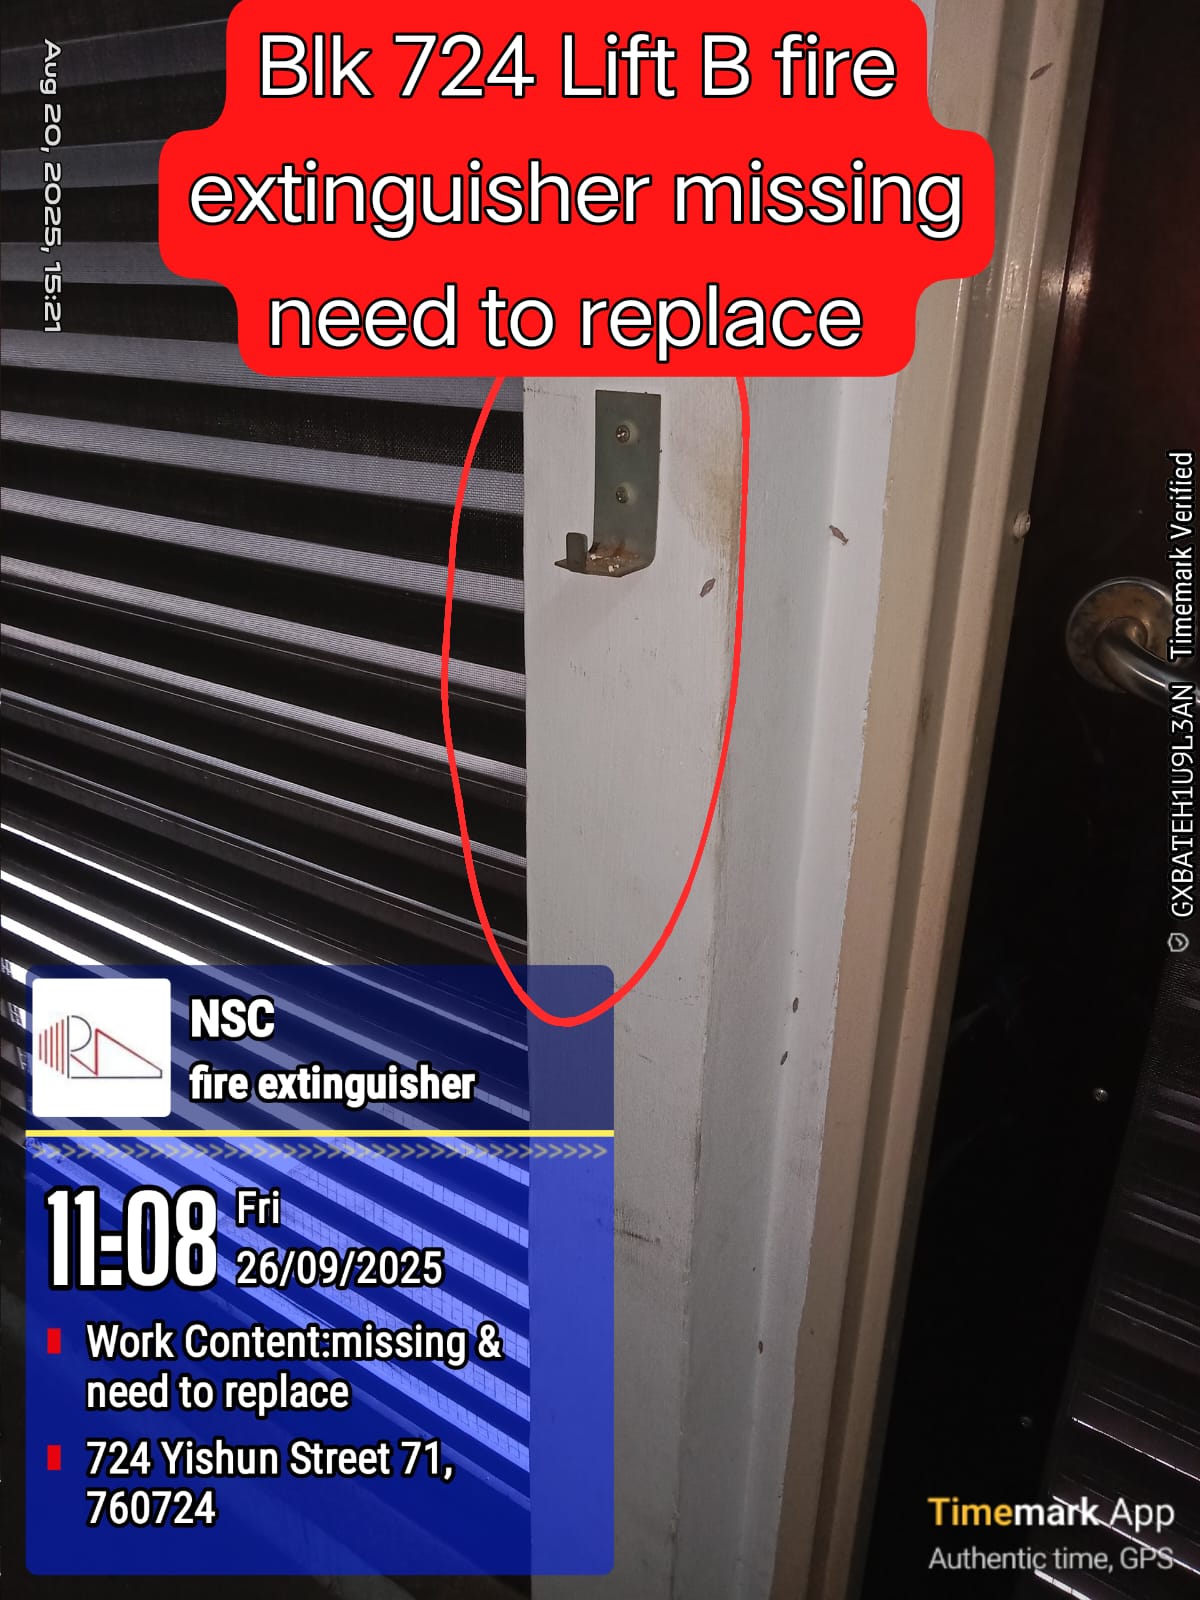 Aug 20, 2025, 15:21
Blk 724 Lift B fire
extinguisher missing
need to replace
NSC
fire extinguisher
11:08
Fri
26/09/2025
Work Content:missing &
need to replace
724 Yishun Street 71,
760724
GXBAIEH1U9L3AN Timemark Verified
Timemark App
Authentic time, GPS